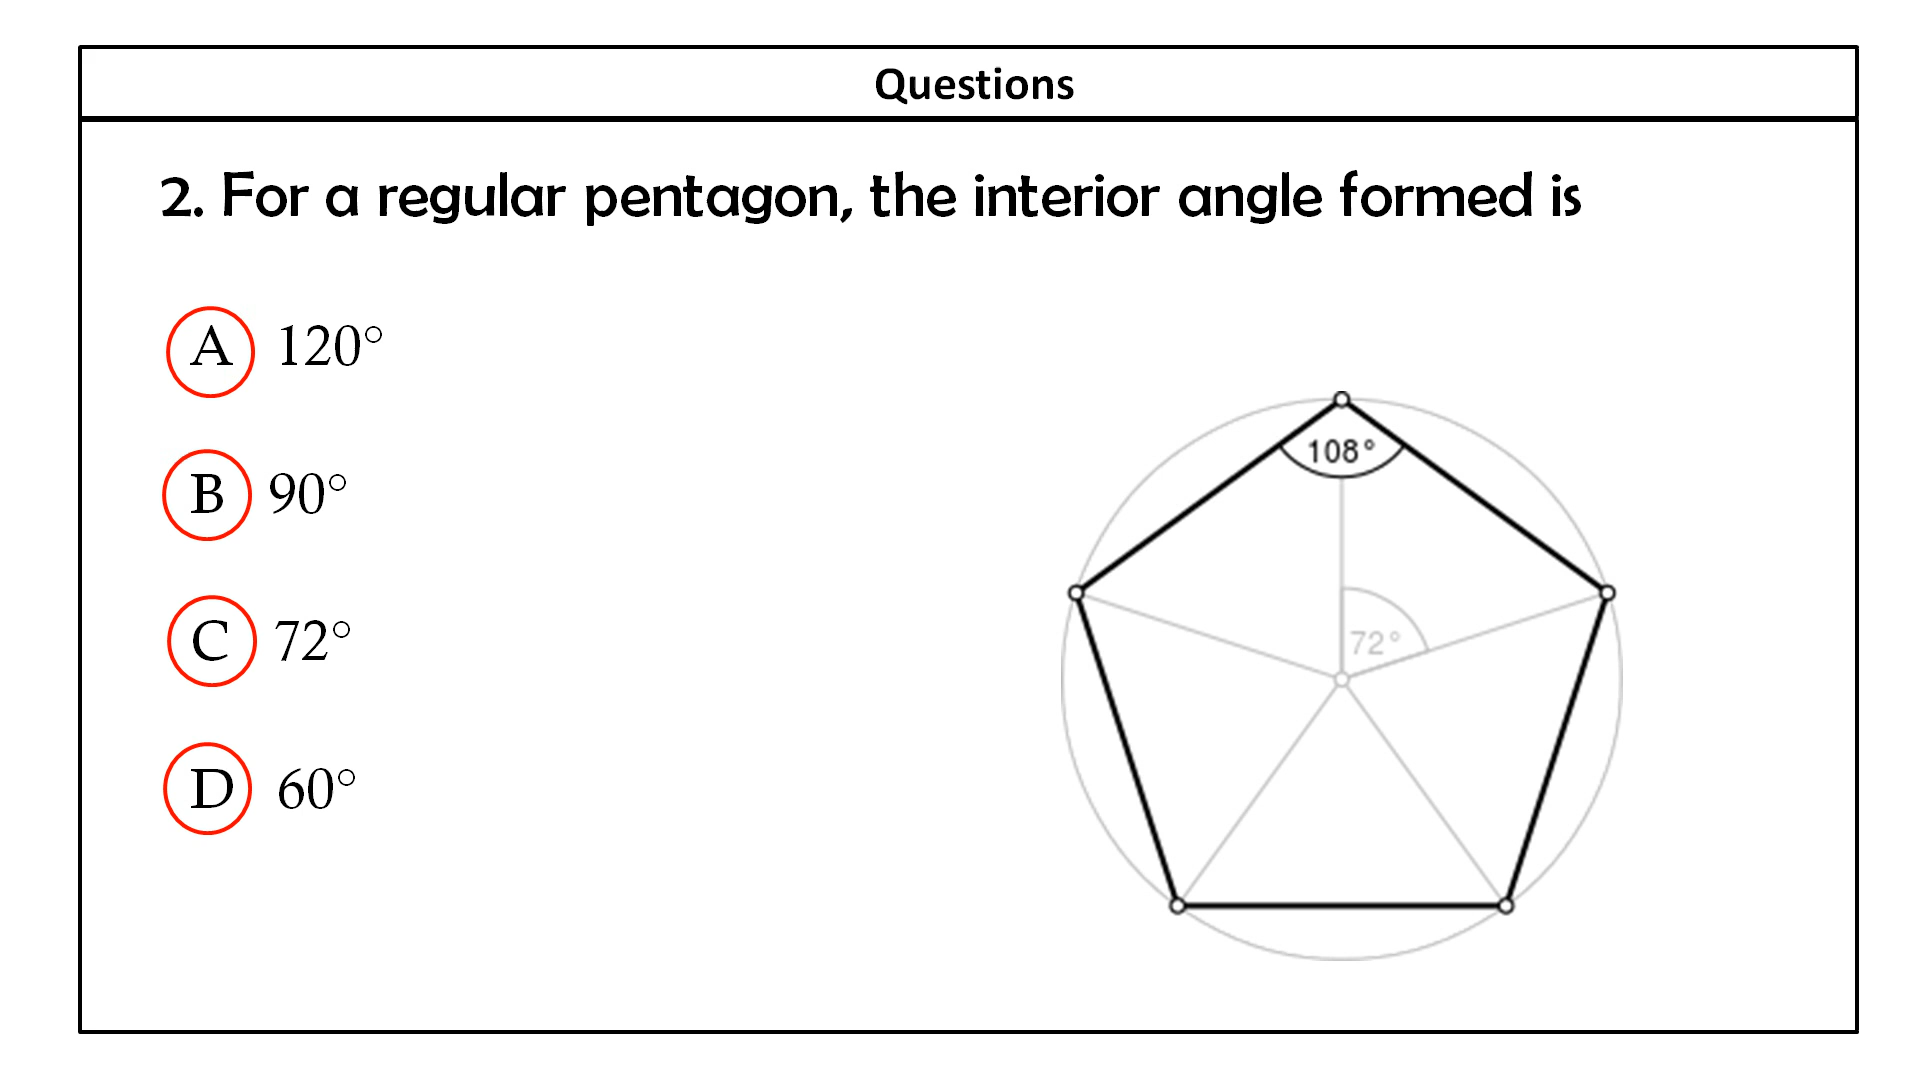 Questions
2. For a regular pentagon, the interior angle formed is
A 120°
B 90°
C 72°
D 60°
108°
72°